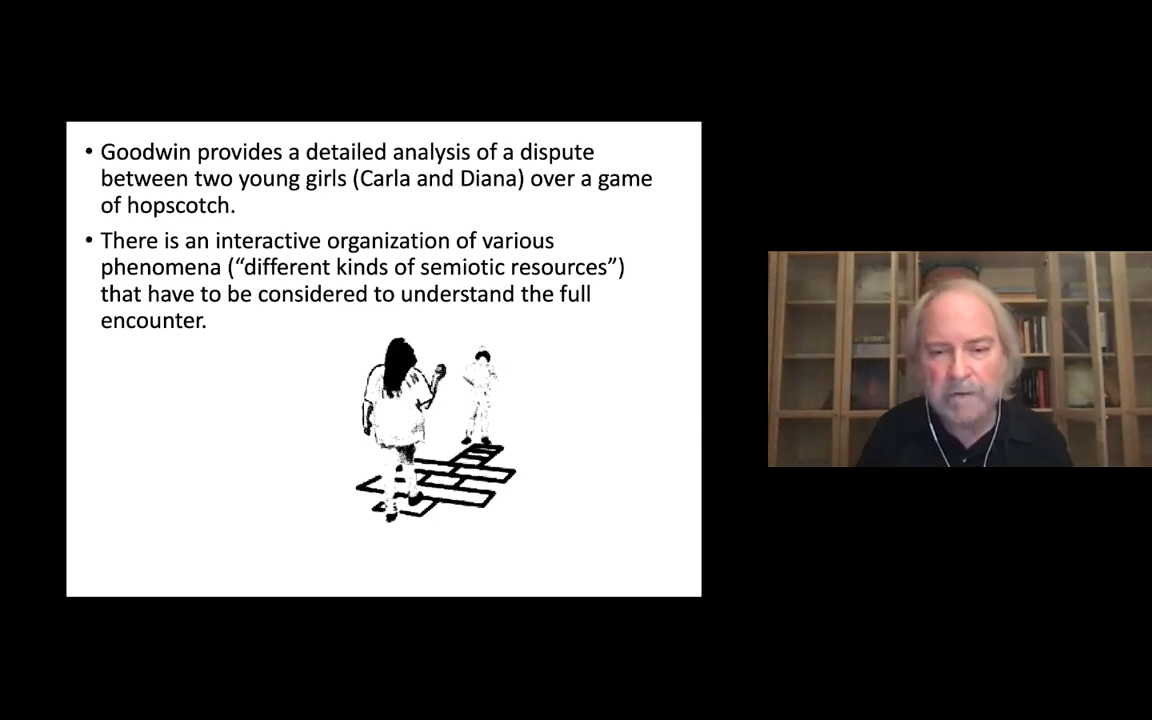 • Goodwin provides a detailed analysis of a dispute
between two young girls (Carla and Diana) over a game
of hopscotch.
• There is an interactive organization of various
phenomena (“different kinds of semiotic resources”)
that have to be considered to understand the full
encounter.